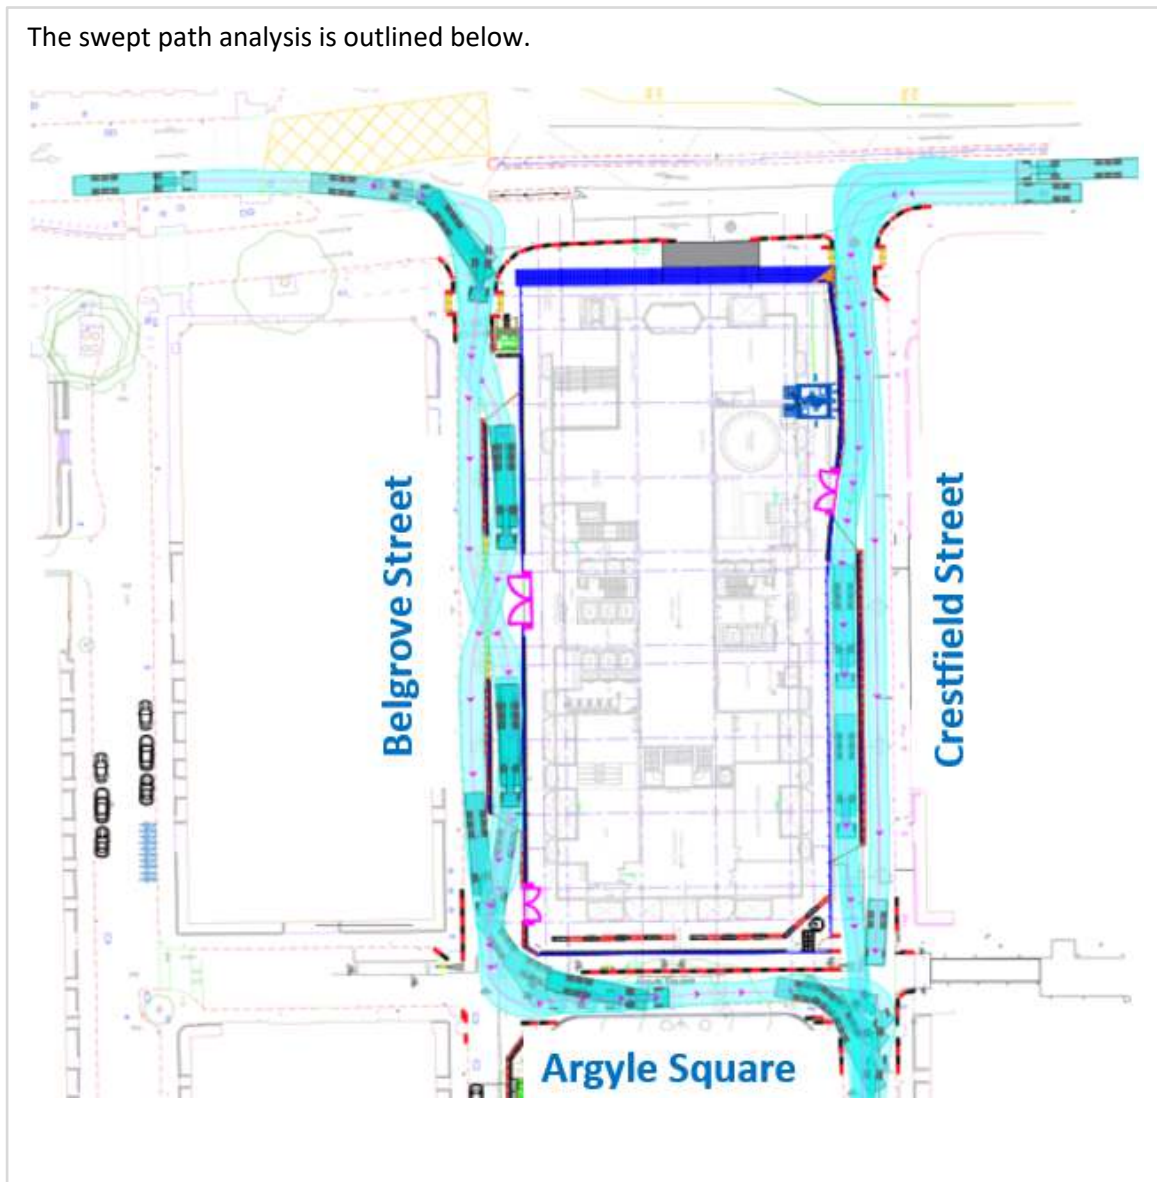 The swept path analysis is outlined below.
Belgrove Street
Crestfield Street
Argyle Square